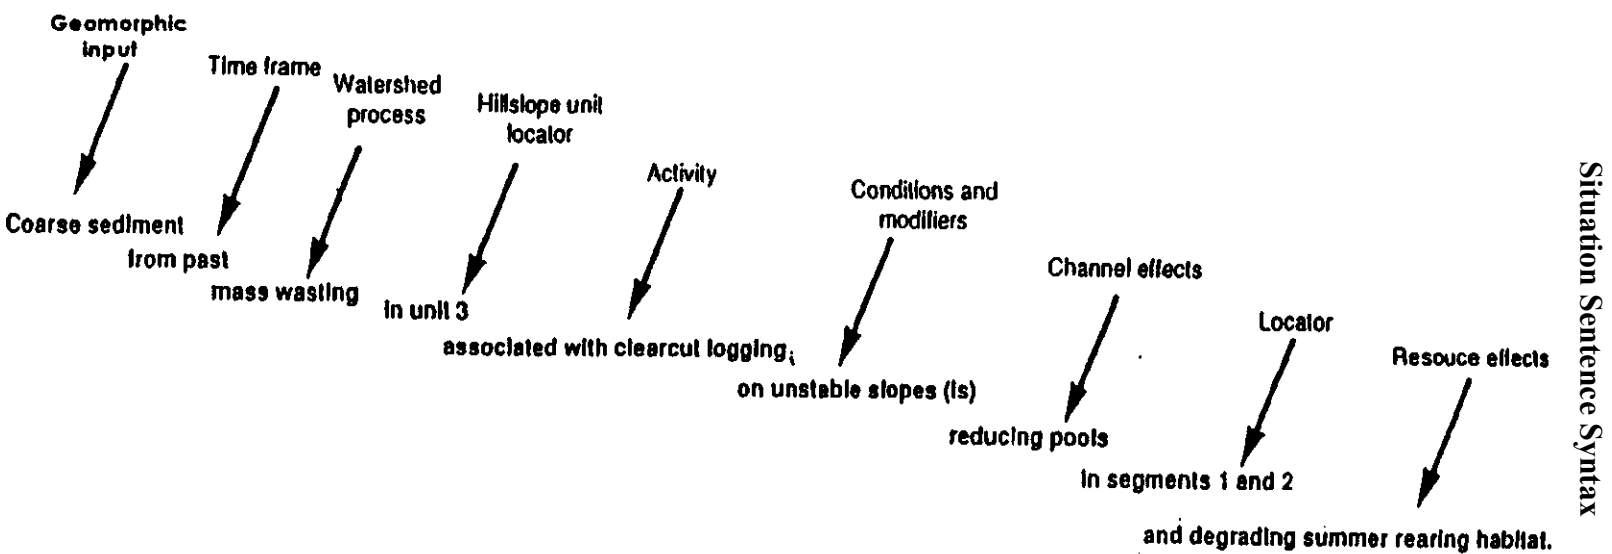 Geomorphic
input
Time frame
Watershed
process
Hillslope unit
locator
Activity
Conditions and
modifiers
Channel effects
Locator
Resouce effects
Coarse sediment
from past
mass wasting
in unit 3
associated with clearcut logging,
on unstable slopes (ls)
reducing pools
in segments 1 and 2
and degrading summer rearing habitat.
Situation Sentence Syntax